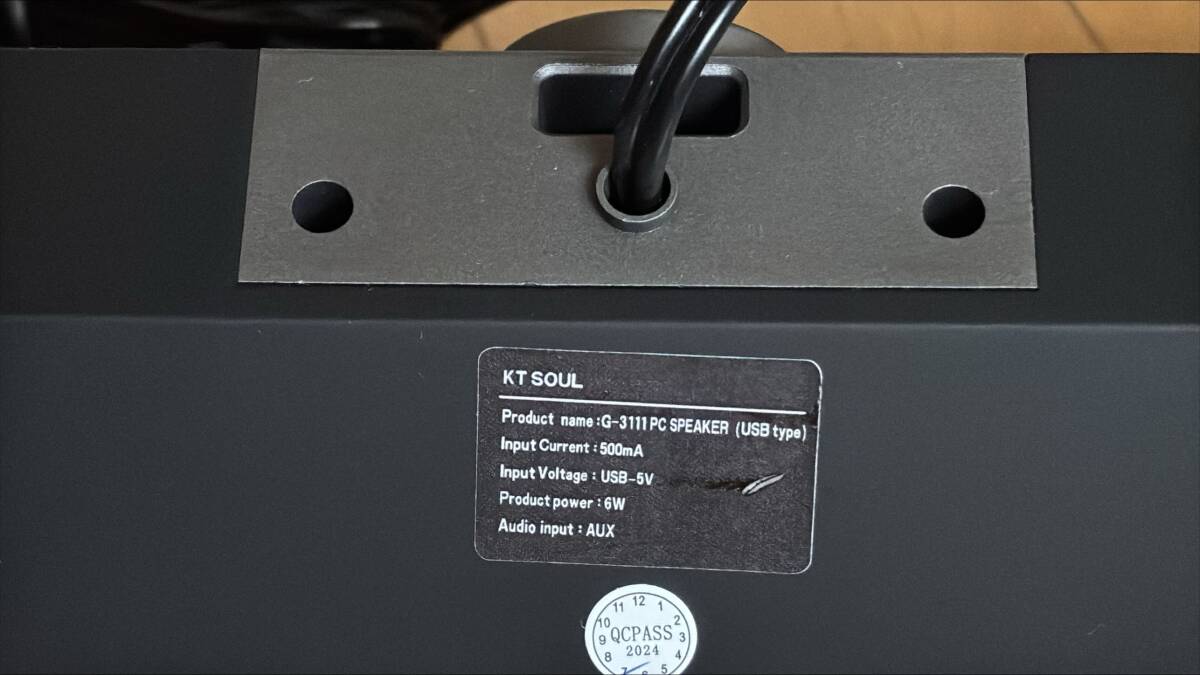 KT SOUL
Product name:G-3111 PC SPEAKER (USB type)
Input Current : 500mA
Input Voltage : USB-5V
Product power : 6W
Audio input : AUX
11 12 1
10 2
9 QCPASS 3
2024
8 4
7 6 5